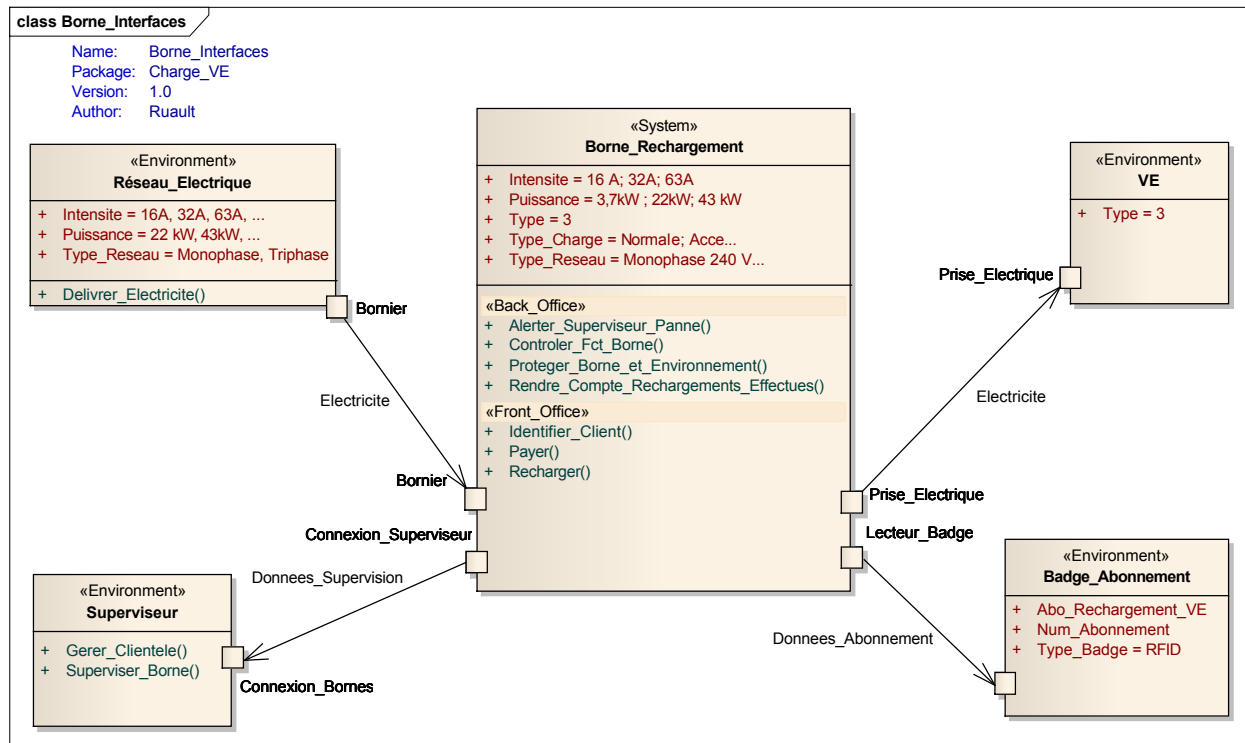 class Borne_Interfaces
Name: Borne_Interfaces
Package: Charge_VE
Version: 1.0
Author: Ruault
«Environment»
Réseau_Electrique
+ Intensite = 16A, 32A, 63A, ...
+ Puissance = 22 kW, 43kW, ...
+ Type_Reseau = Monophase, Triphase
+ Delivrer_Electricite()
Bornier
Electricite
Bornier
«System»
Borne_Rechargement
+ Intensite = 16 A; 32A; 63A
+ Puissance = 3,7kW ; 22kW; 43 kW
+ Type = 3
+ Type_Charge = Normale; Acce...
+ Type_Reseau = Monophase 240 V...
«Back_Office»
+ Alerter_Superviseur_Panne()
+ Controler_Fct_Borne()
+ Proteger_Borne_et_Environnement()
+ Rendre_Compte_Rechargements_Effectues()
«Front_Office»
+ Identifier_Client()
+ Payer()
+ Recharger()
«Environment»
VE
+ Type = 3
Prise_Electrique
Electricite
Prise_Electrique
Connexion_Superviseur
Donnees_Supervision
«Environment»
Superviseur
+ Gerer_Clientele()
+ Superviser_Borne()
Connexion_Bornes
Lecteur_Badge
Donnees_Abonnement
«Environment»
Badge_Abonnement
+ Abo_Rechargement_VE
+ Num_Abonnement
+ Type_Badge = RFID